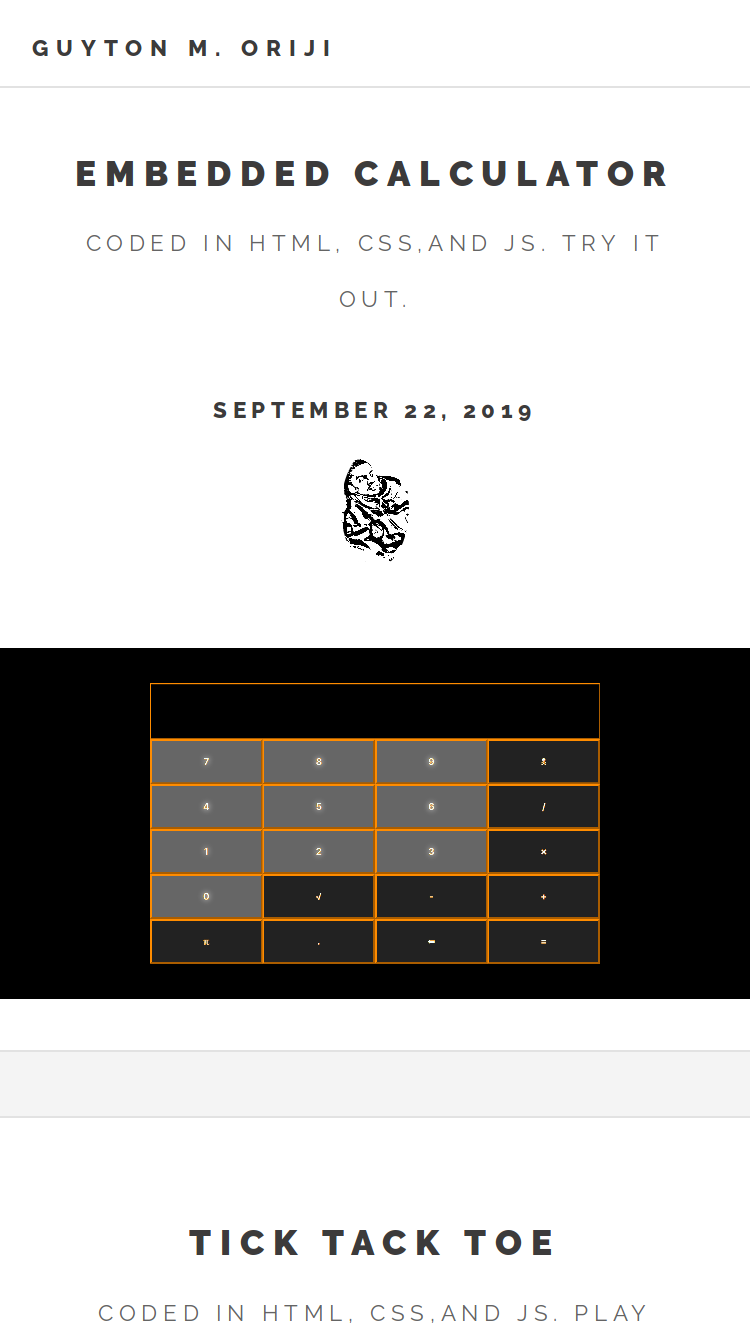 GUYTON M. ORIJI
EMBEDDED CALCULATOR
CODED IN HTML, CSS,AND JS. TRY IT
OUT.
SEPTEMBER 22, 2019
7 8 9
4 5 6 /
1 2 3 ×
0 √ - +
π . ⬅ =
TICK TACK TOE
CODED IN HTML, CSS,AND JS. PLAY